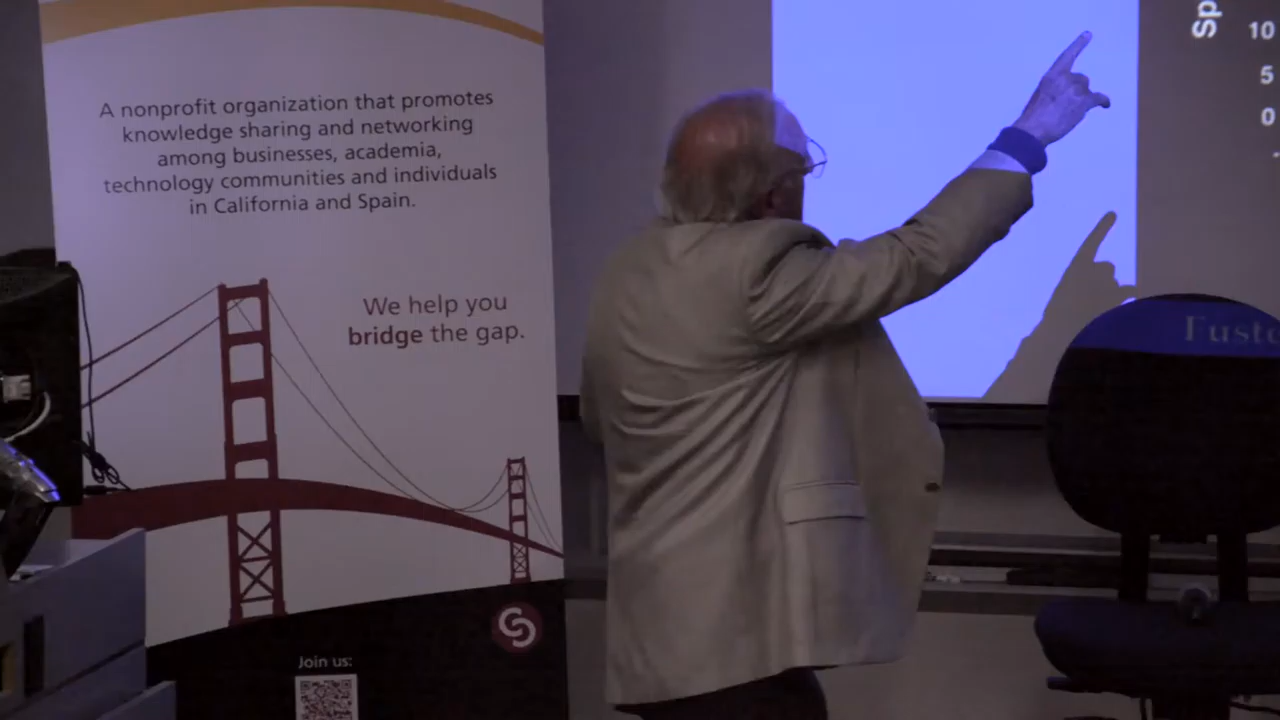 A nonprofit organization that promotes
knowledge sharing and networking
among businesses, academia,
technology communities and individuals
in California and Spain.
We help you
bridge the gap.
Join us:
10
5
0